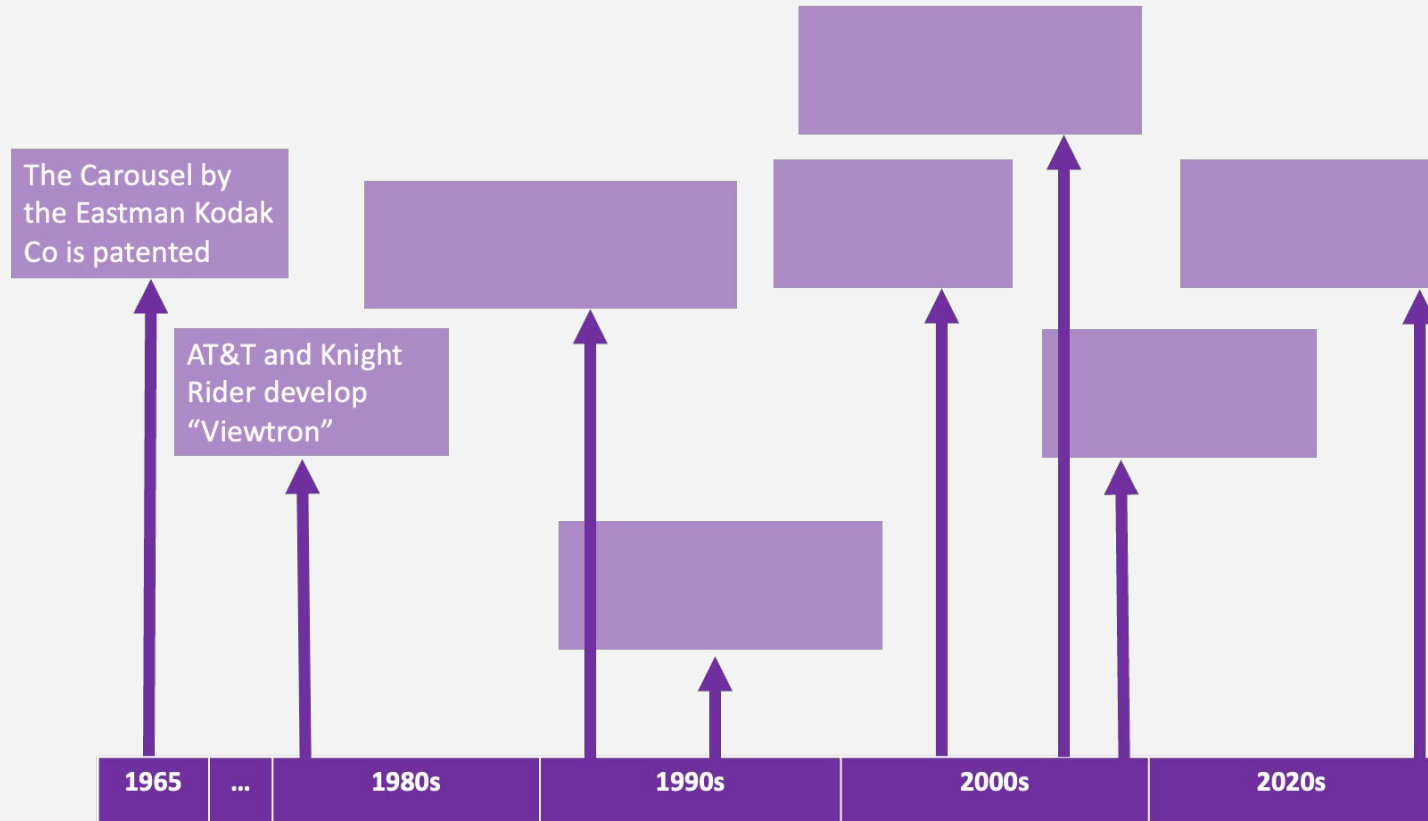 The Carousel by
the Eastman Kodak
Co is patented
AT&T and Knight
Rider develop
“Viewtron”
1965
...
1980s
1990s
2000s
2020s